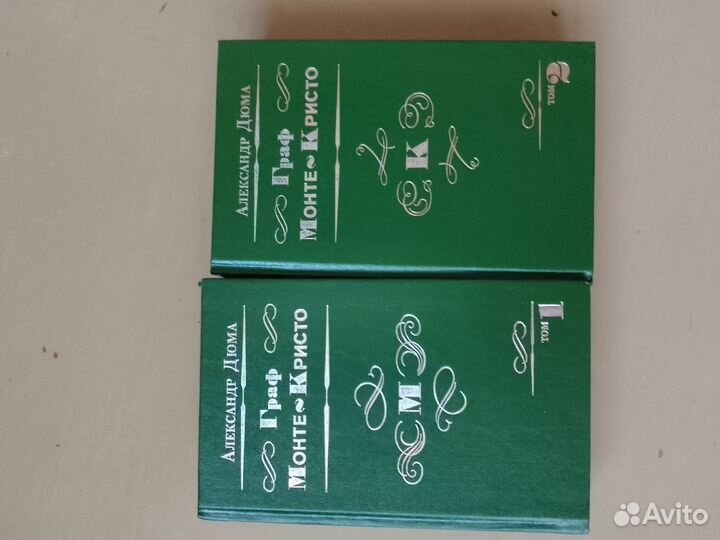 Александр Дюма
Граф
Монте~Кристо
К
том 2
Александр Дюма
Граф
Монте~Кристо
М
том 1
Avito